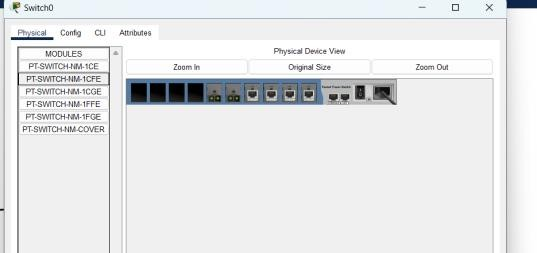 Switch0
Physical Config CLI Attributes
MODULES
PT-SWITCH-NM-1CE
PT-SWITCH-NM-1CFE
PT-SWITCH-NM-1CGE
PT-SWITCH-NM-1FFE
PT-SWITCH-NM-1FGE
PT-SWITCH-NM-COVER
Physical Device View
Zoom In Original Size Zoom Out